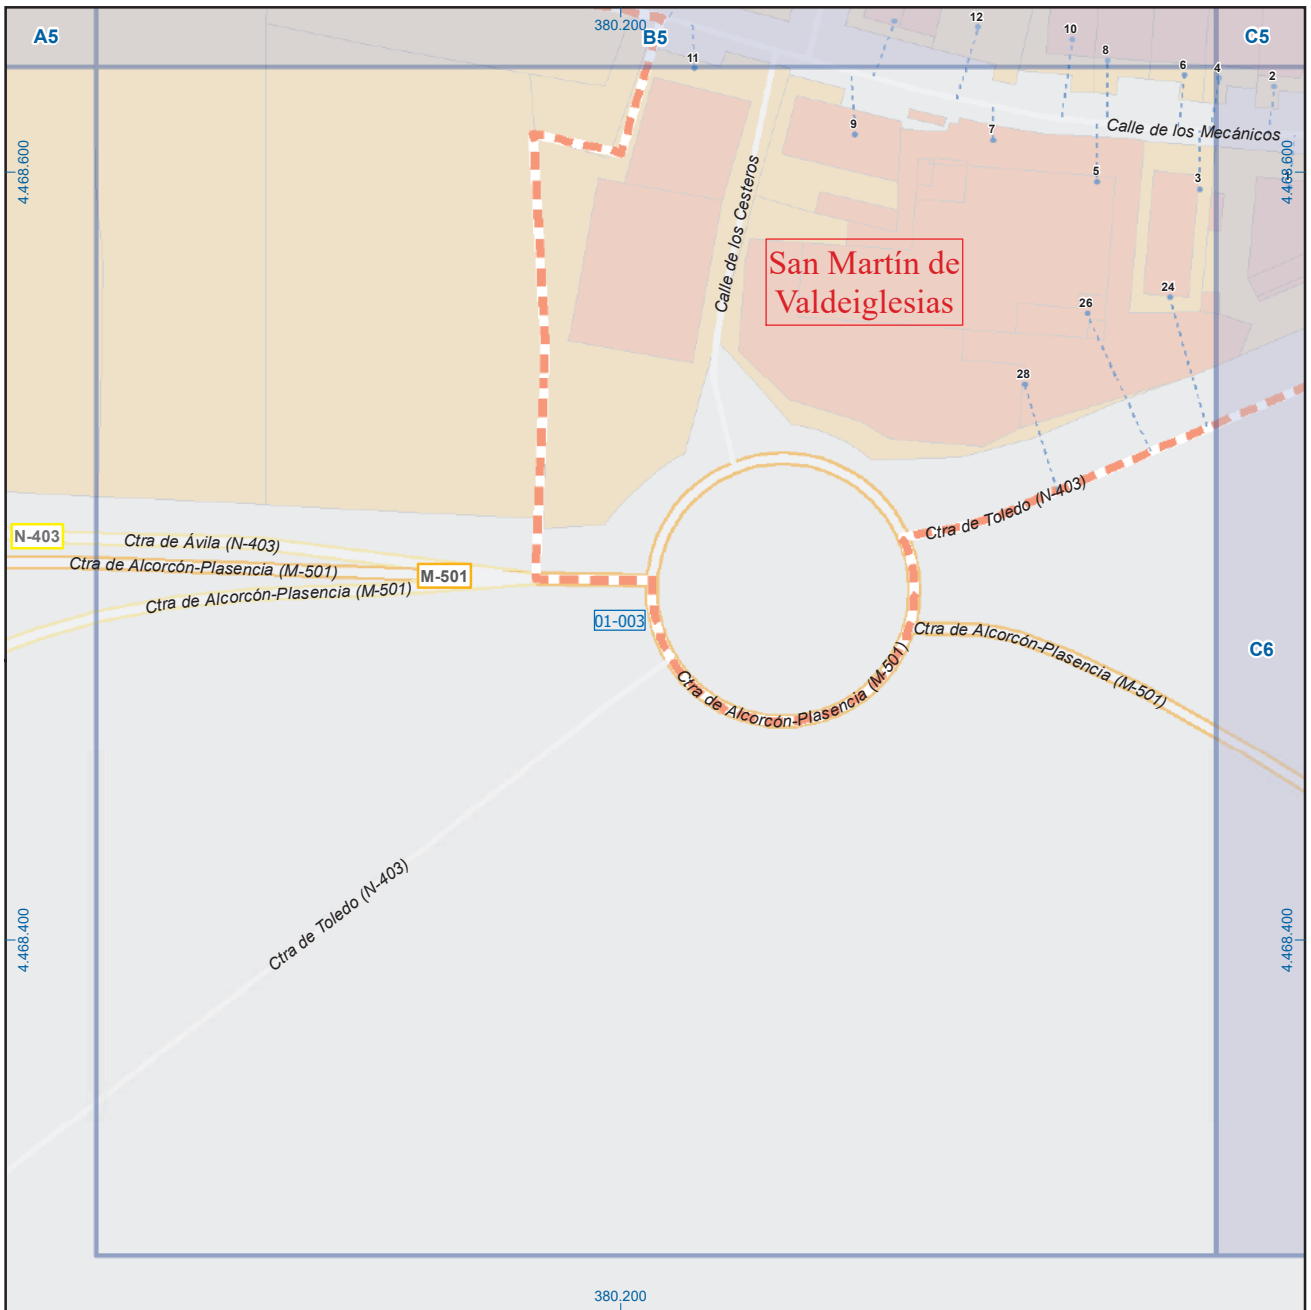 380.200
A5
B5
C5
12
10
8
6
4
2
11
9
7
5
3
Calle de los Mecánicos
4.468.600
4.468.600
Calle de los Cesteros
San Martín de
Valdeiglesias
24
26
28
N-403
Ctra de Ávila (N-403)
Ctra de Toledo (N-403)
Ctra de Alcorcón-Plasencia (M-501)
M-501
Ctra de Alcorcón-Plasencia (M-501)
01-003
Ctra de Alcorcón-Plasencia (M-501)
C6
Ctra de Alcorcón-Plasencia (M-501)
Ctra de Toledo (N-403)
4.468.400
4.468.400
380.200